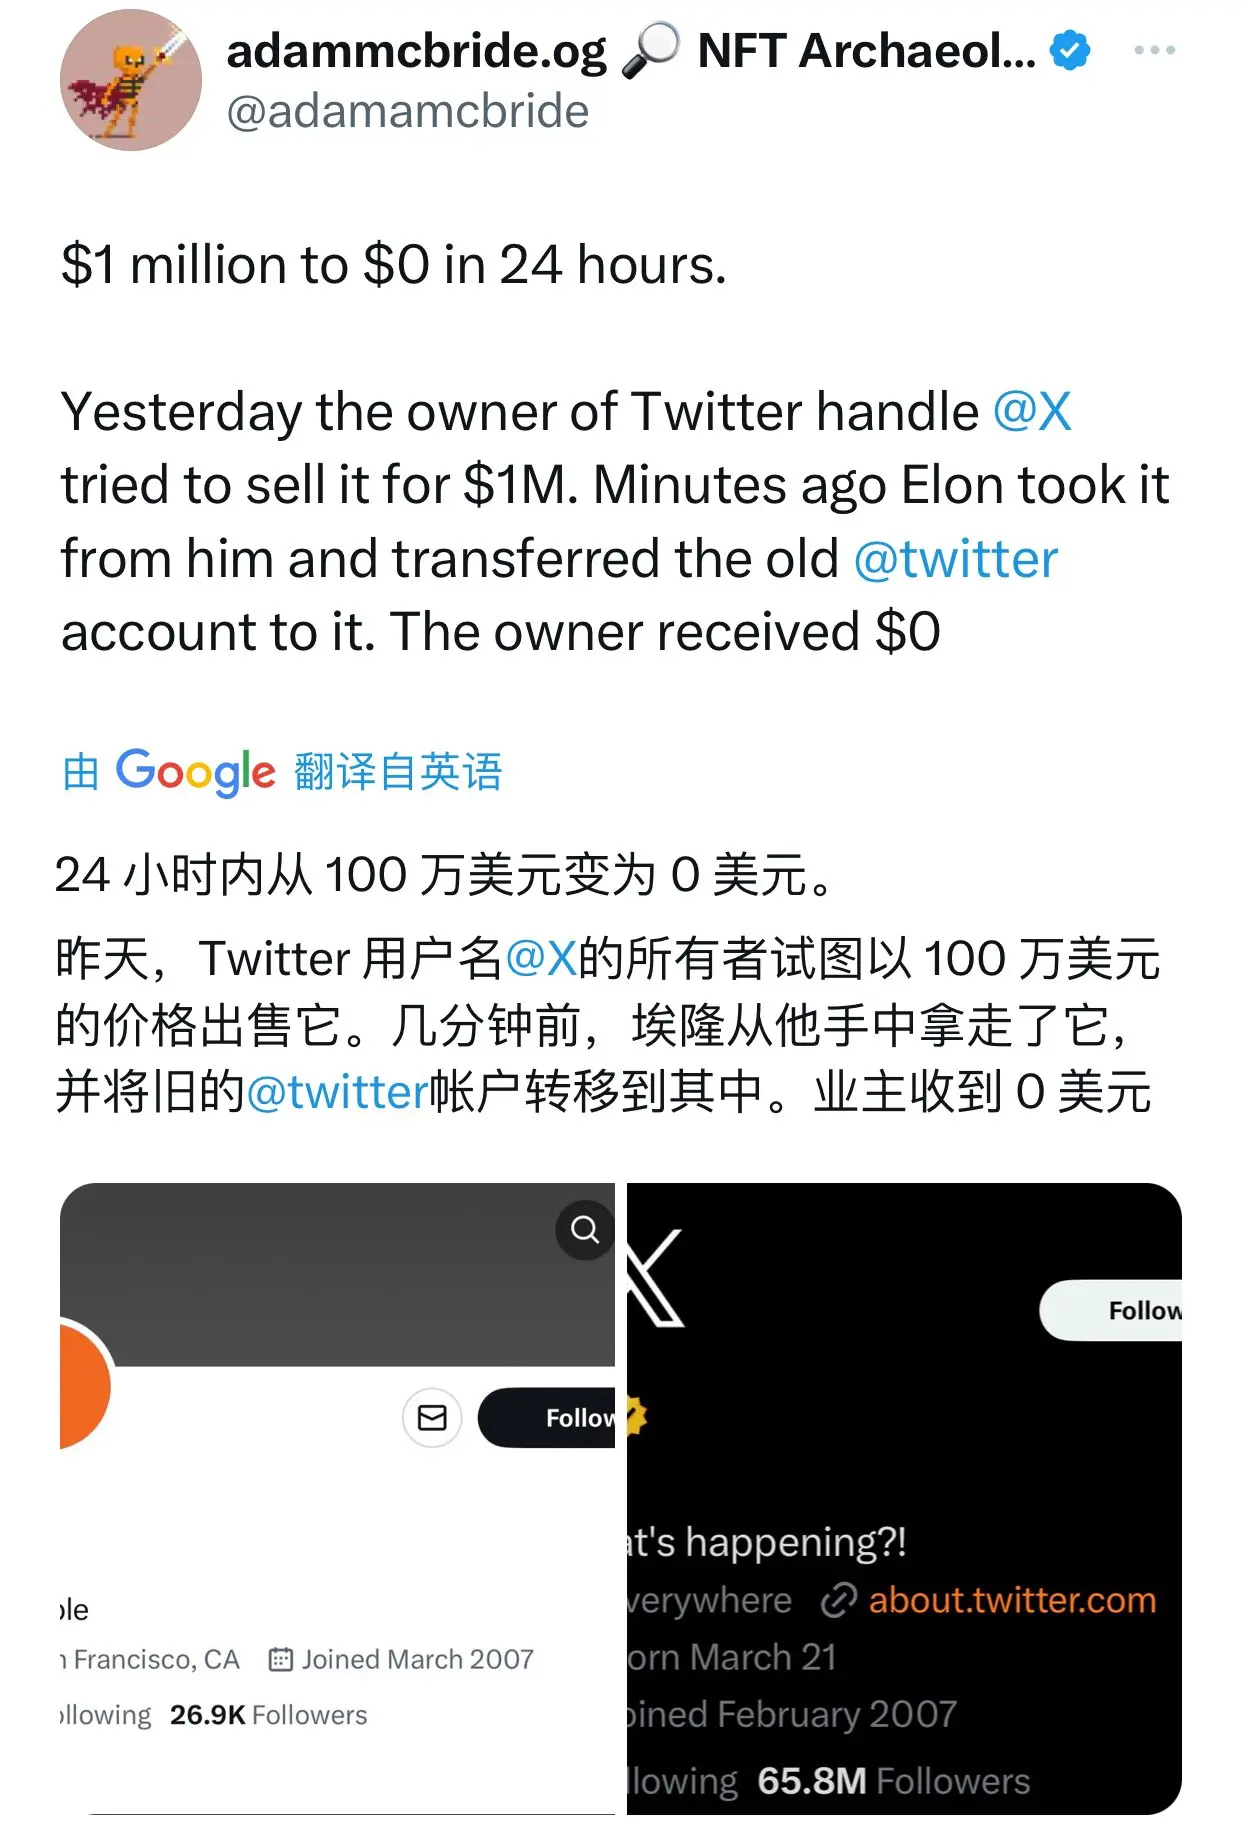 adammcbride.og 🔎 NFT Archaeol...
@adamamcbride
$1 million to $0 in 24 hours.
Yesterday the owner of Twitter handle @X
tried to sell it for $1M. Minutes ago Elon took it
from him and transferred the old @twitter
account to it. The owner received $0
由 Google 翻译自英语
24 小时内从 100 万美元变为 0 美元。
昨天，Twitter 用户名@X的所有者试图以 100 万美元
的价格出售它。几分钟前，埃隆从他手中拿走了它，
并将旧的@twitter帐户转移到其中。业主收到 0 美元
Follow
ple
n Francisco, CA Joined March 2007
ollowing 26.9K Followers
X
Follow
at's happening?!
verywhere about.twitter.com
orn March 21
oined February 2007
llowing 65.8M Followers